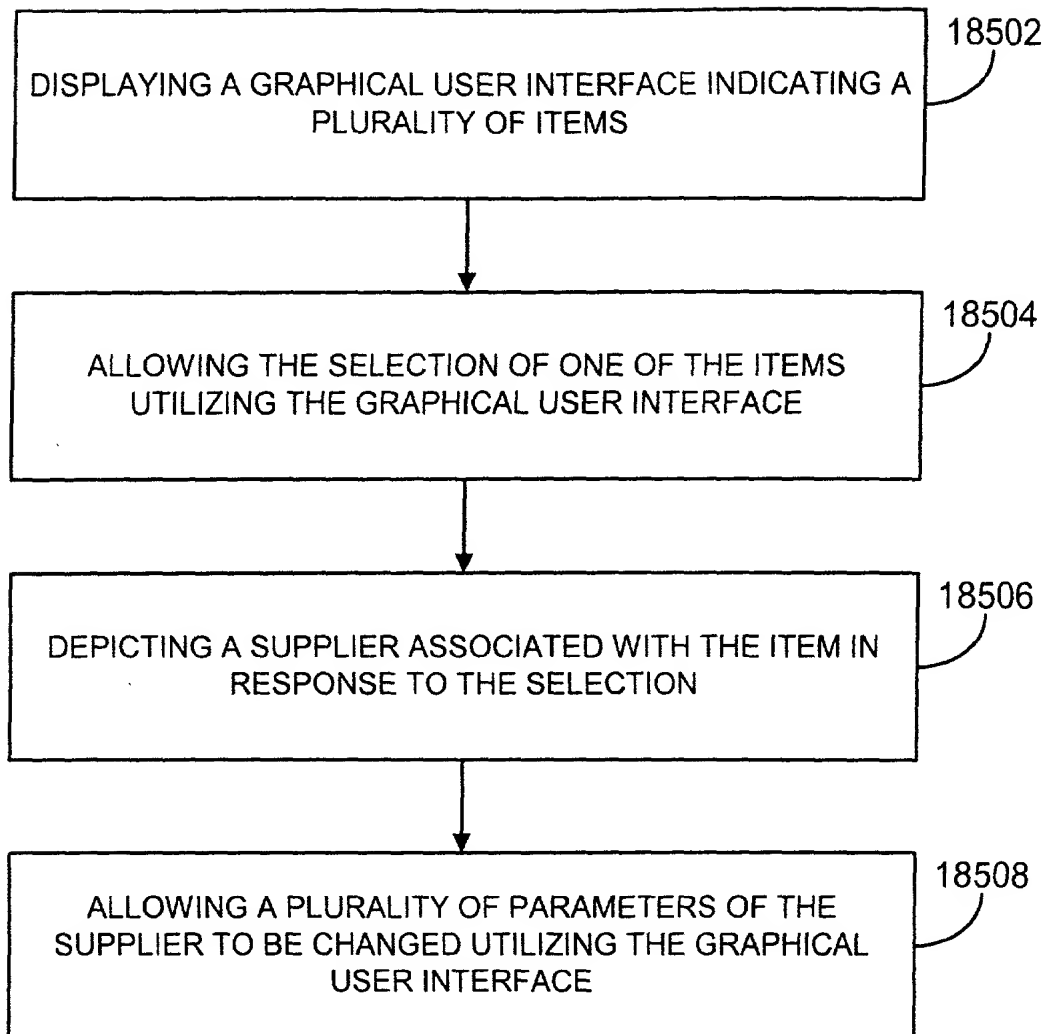 18502
DISPLAYING A GRAPHICAL USER INTERFACE INDICATING A
PLURALITY OF ITEMS
18504
ALLOWING THE SELECTION OF ONE OF THE ITEMS
UTILIZING THE GRAPHICAL USER INTERFACE
18506
DEPICTING A SUPPLIER ASSOCIATED WITH THE ITEM IN
RESPONSE TO THE SELECTION
18508
ALLOWING A PLURALITY OF PARAMETERS OF THE
SUPPLIER TO BE CHANGED UTILIZING THE GRAPHICAL
USER INTERFACE